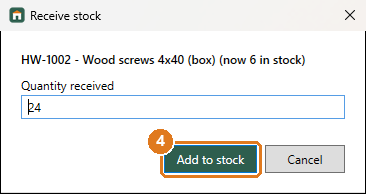 Receive stock
HW-1002 - Wood screws 4x40 (box) (now 6 in stock)
Quantity received
24
4
Add to stock
Cancel